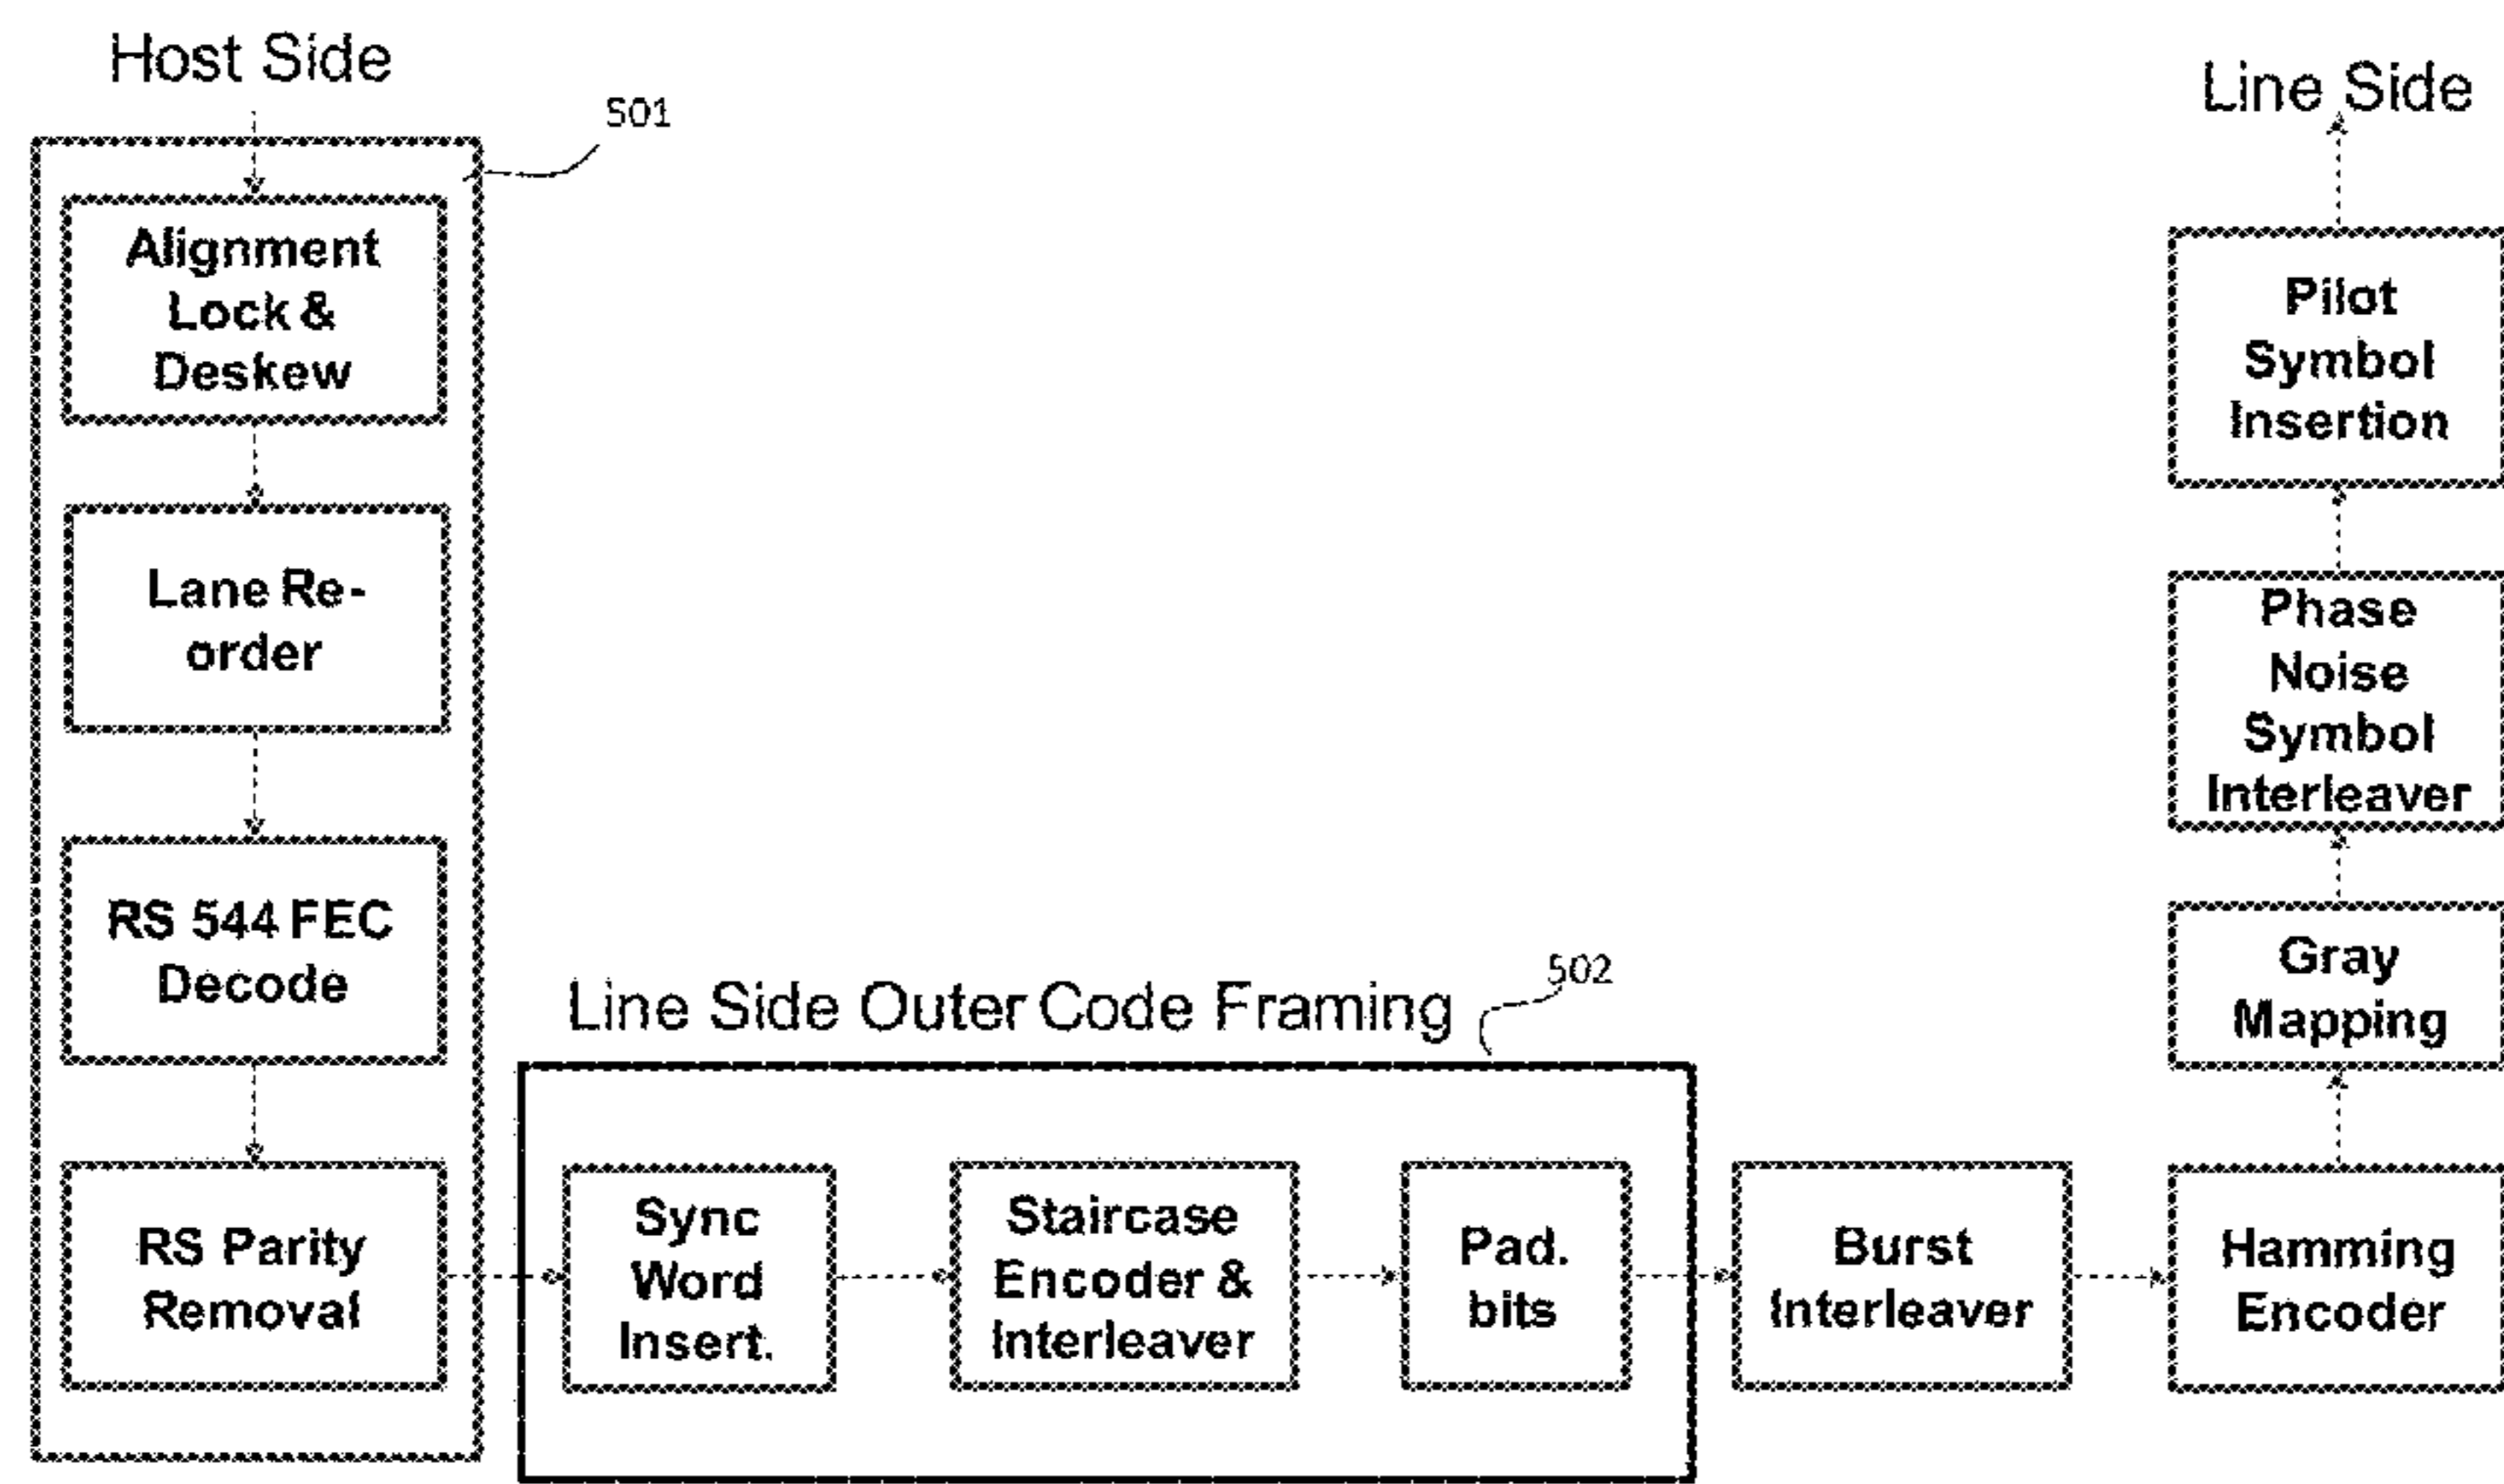 Host Side
501
Alignment
Lock &
Deskew
Lane Re-
order
RS 544 FEC
Decode
RS Parity
Removal
Line Side Outer Code Framing
502
Sync
Word
Insert.
Staircase
Encoder &
Interleaver
Pad.
bits
Burst
Interleaver
Hamming
Encoder
Gray
Mapping
Phase
Noise
Symbol
Interleaver
Pilot
Symbol
Insertion
Line Side